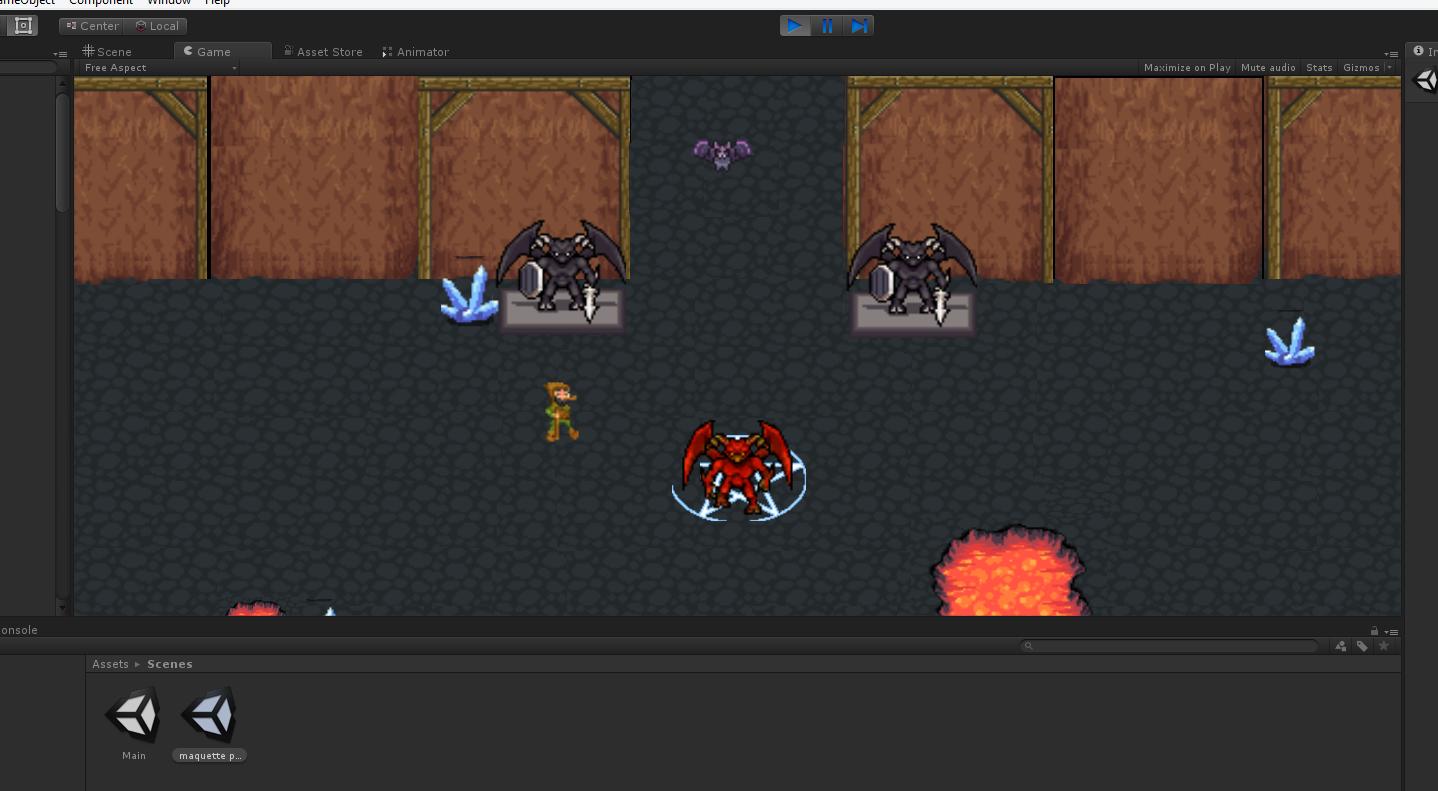 ameObject Component Window Help
Center Local
Scene Game Asset Store Animator
Free Aspect Maximize on Play Mute audio Stats Gizmos
In
onsole
Assets ▸ Scenes
Main maquette p...